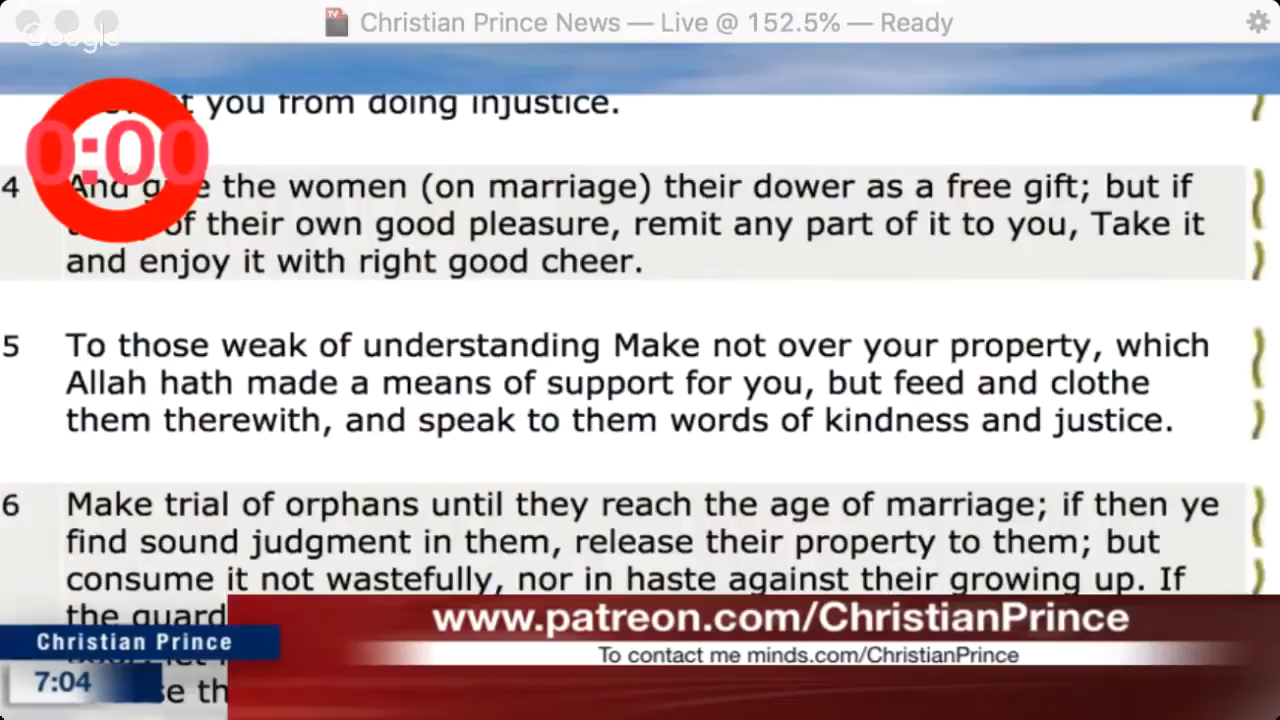 Christian Prince News — Live @ 152.5% — Ready
Google
you from doing injustice.
0:00
4 And the women (on marriage) their dower as a free gift; but if
of their own good pleasure, remit any part of it to you, Take it
and enjoy it with right good cheer.
5 To those weak of understanding Make not over your property, which
Allah hath made a means of support for you, but feed and clothe
them therewith, and speak to them words of kindness and justice.
6 Make trial of orphans until they reach the age of marriage; if then ye
find sound judgment in them, release their property to them; but
consume it not wastefully, nor in haste against their growing up. If
the guard
www.patreon.com/ChristianPrince
Christian Prince
To contact me minds.com/ChristianPrince
7:04